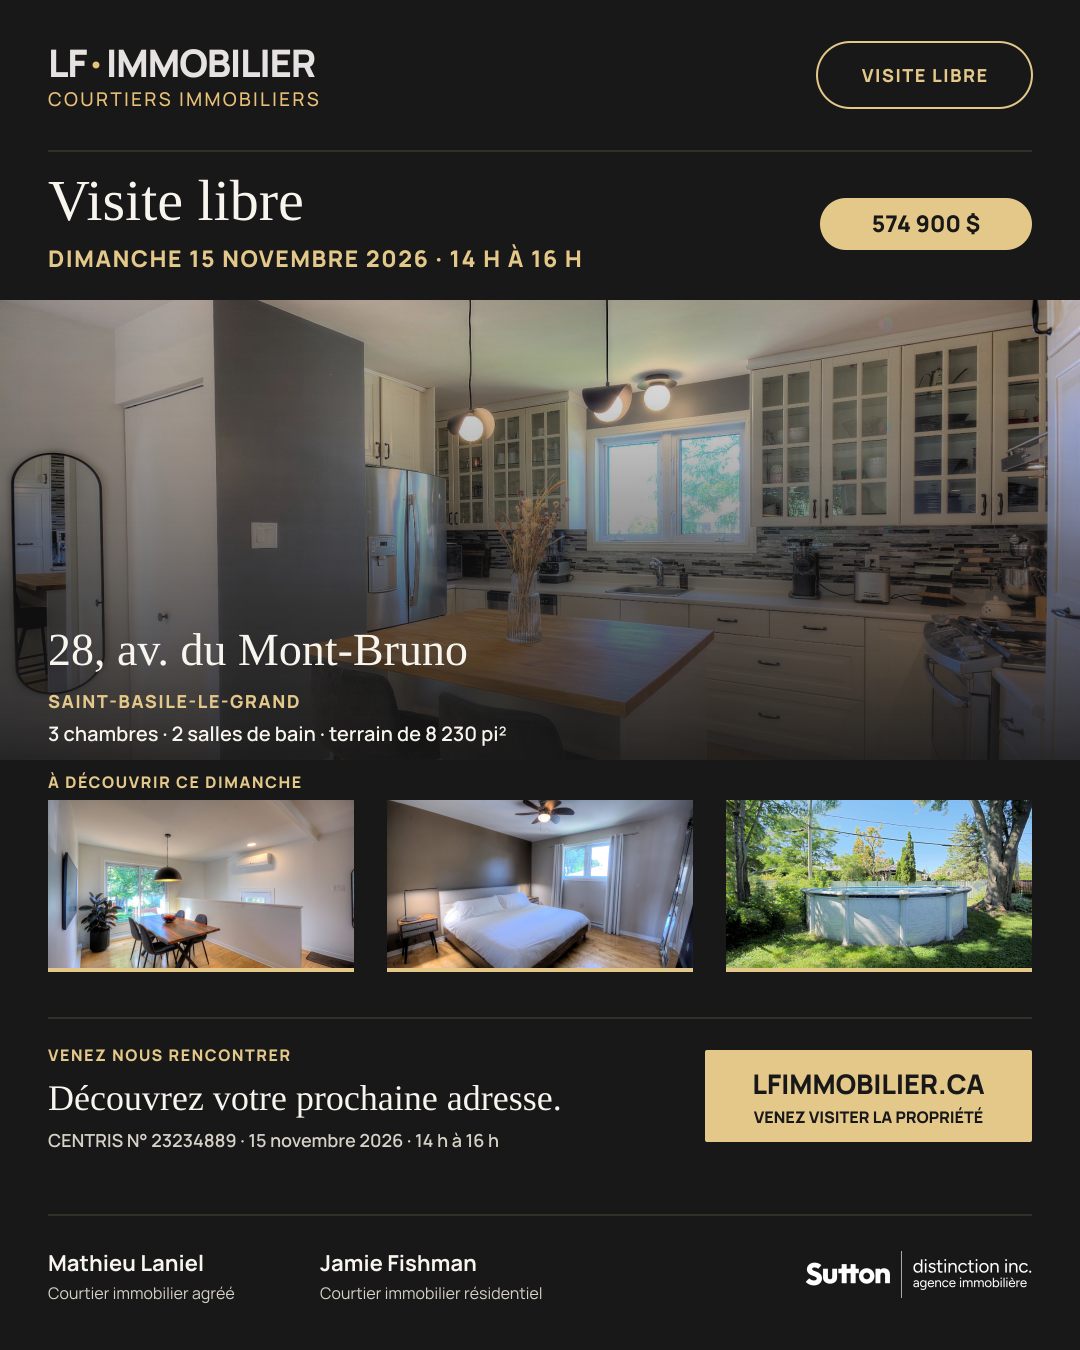 LF·IMMOBILIER
COURTIERS IMMOBILIERS
VISITE LIBRE
Visite libre
DIMANCHE 15 NOVEMBRE 2026 · 14 H À 16 H
574 900 $
28, av. du Mont-Bruno
SAINT-BASILE-LE-GRAND
3 chambres · 2 salles de bain · terrain de 8 230 pi²
À DÉCOUVRIR CE DIMANCHE
VENEZ NOUS RENCONTRER
Découvrez votre prochaine adresse.
CENTRIS N° 23234889 · 15 novembre 2026 · 14 h à 16 h
LFIMMOBILIER.CA
VENEZ VISITER LA PROPRIÉTÉ
Mathieu Laniel
Courtier immobilier agréé
Jamie Fishman
Courtier immobilier résidentiel
Sutton
distinction inc.
agence immobilière